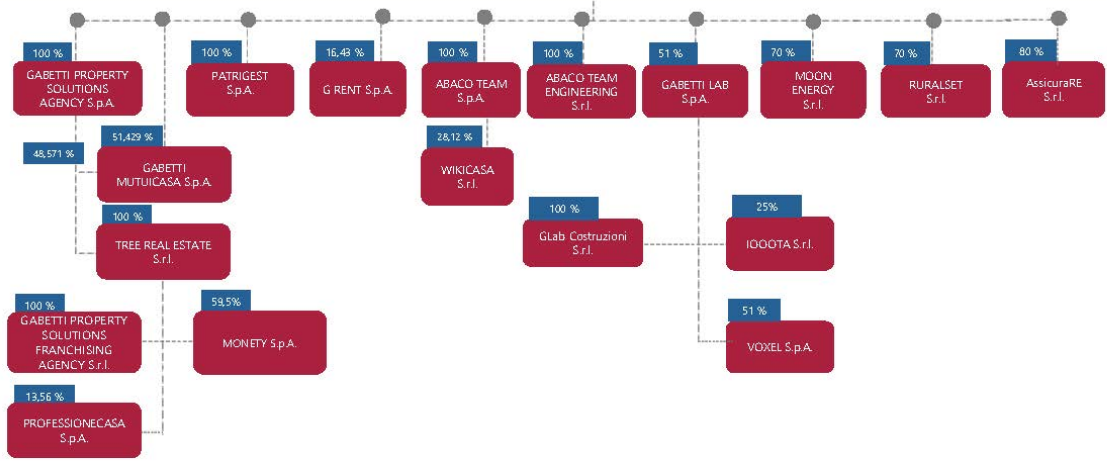 100 %
GABETTI PROPERTY
SOLUTIONS
AGENCY S.p.A.
100 %
PATRIGEST
S.p.A.
16,43 %
G RENT S.p.A.
100 %
ABACO TEAM
S.p.A.
100 %
ABACO TEAM
ENGINEERING
S.r.l.
51 %
GABETTI LAB
S.p.A.
70 %
MOON
ENERGY
S.r.l.
70 %
RURALSET
S.r.l.
80 %
AssicuraRE
S.r.l.
48,571 %
51,429 %
GABETTI
MUTUICASA S.p.A.
28,12 %
WIKICASA
S.r.l.
100 %
TREE REAL ESTATE
S.r.l.
100 %
GLab Costruzioni
S.r.l.
25%
IOOOTA S.r.l.
100 %
GABETTI PROPERTY
SOLUTIONS
FRANCHISING
AGENCY S.r.l.
59,5%
MONETY S.p.A.
51 %
VOXEL S.p.A.
13,56 %
PROFESSIONECASA
S.p.A.